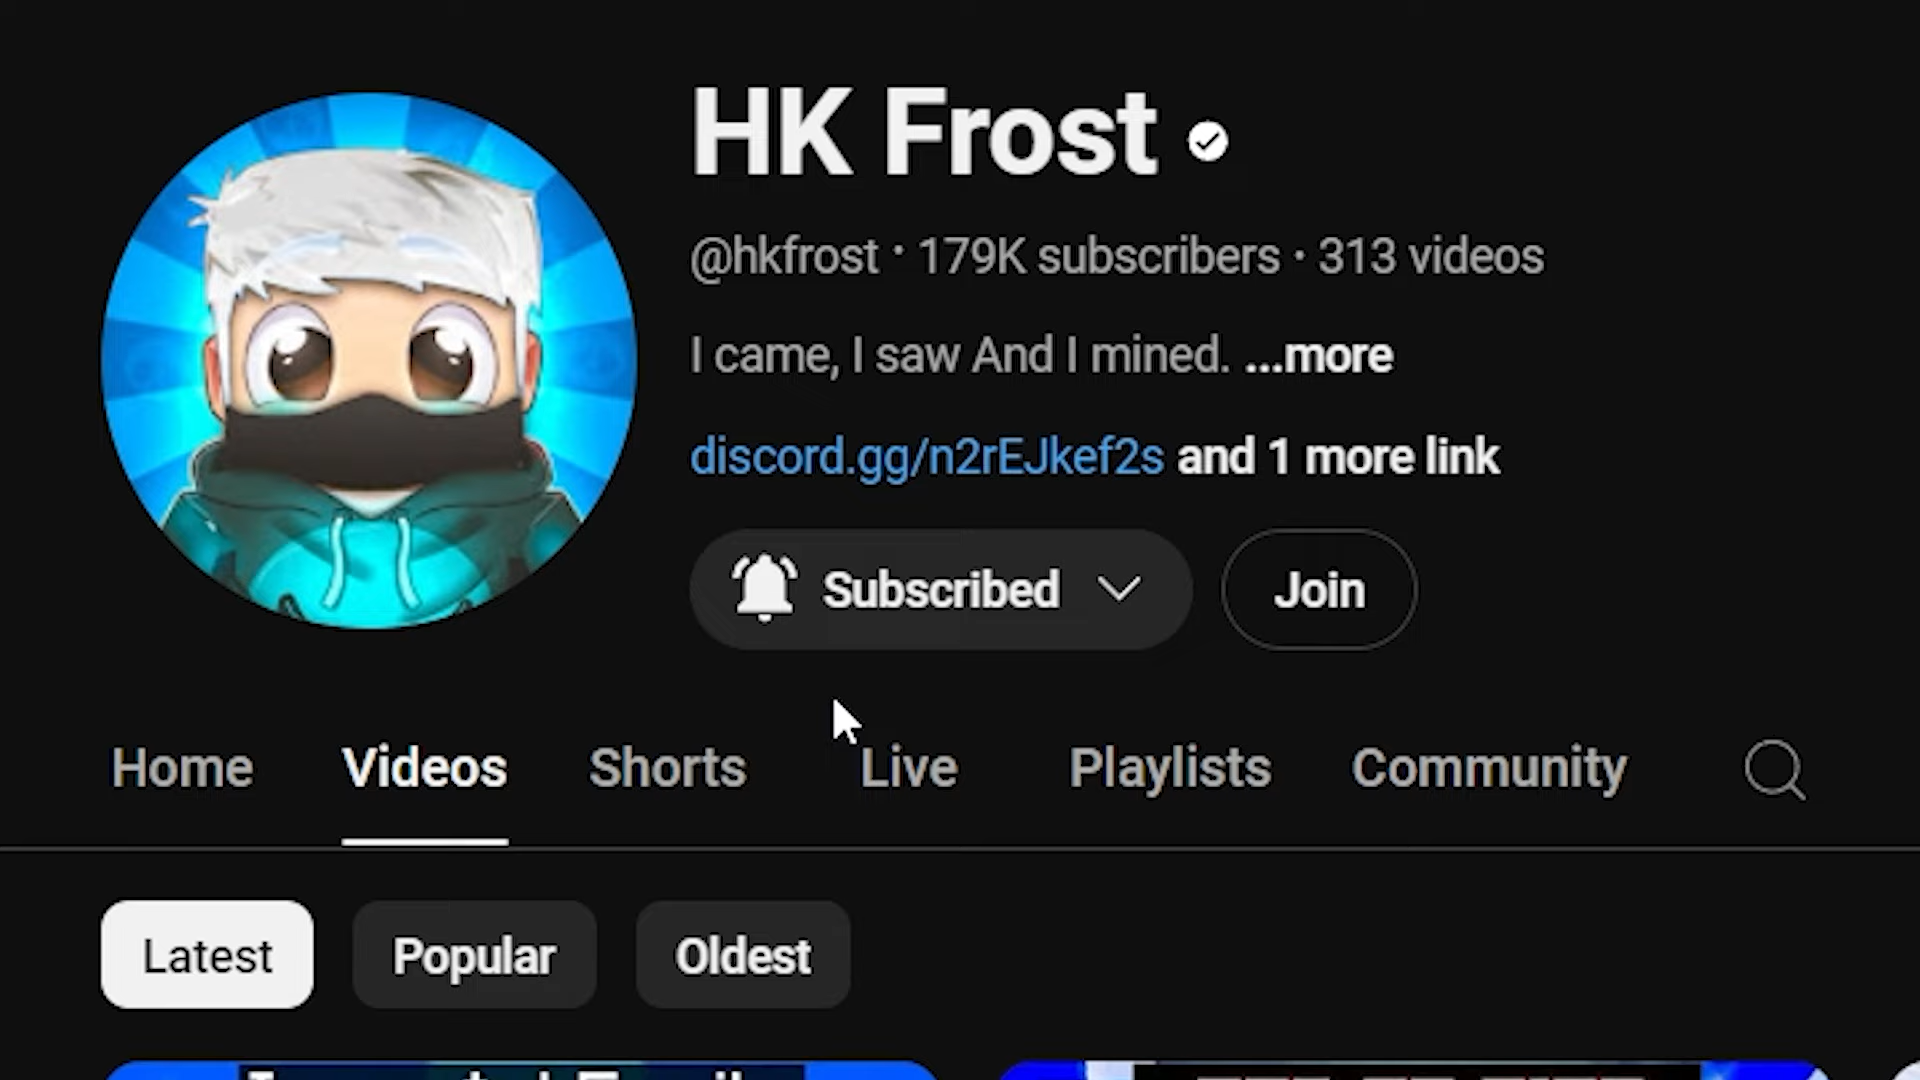 HK Frost
@hkfrost · 179K subscribers · 313 videos
I came, I saw And I mined. ...more
discord.gg/n2rEJkef2s and 1 more link
Subscribed Join
Home Videos Shorts Live Playlists Community
Latest Popular Oldest